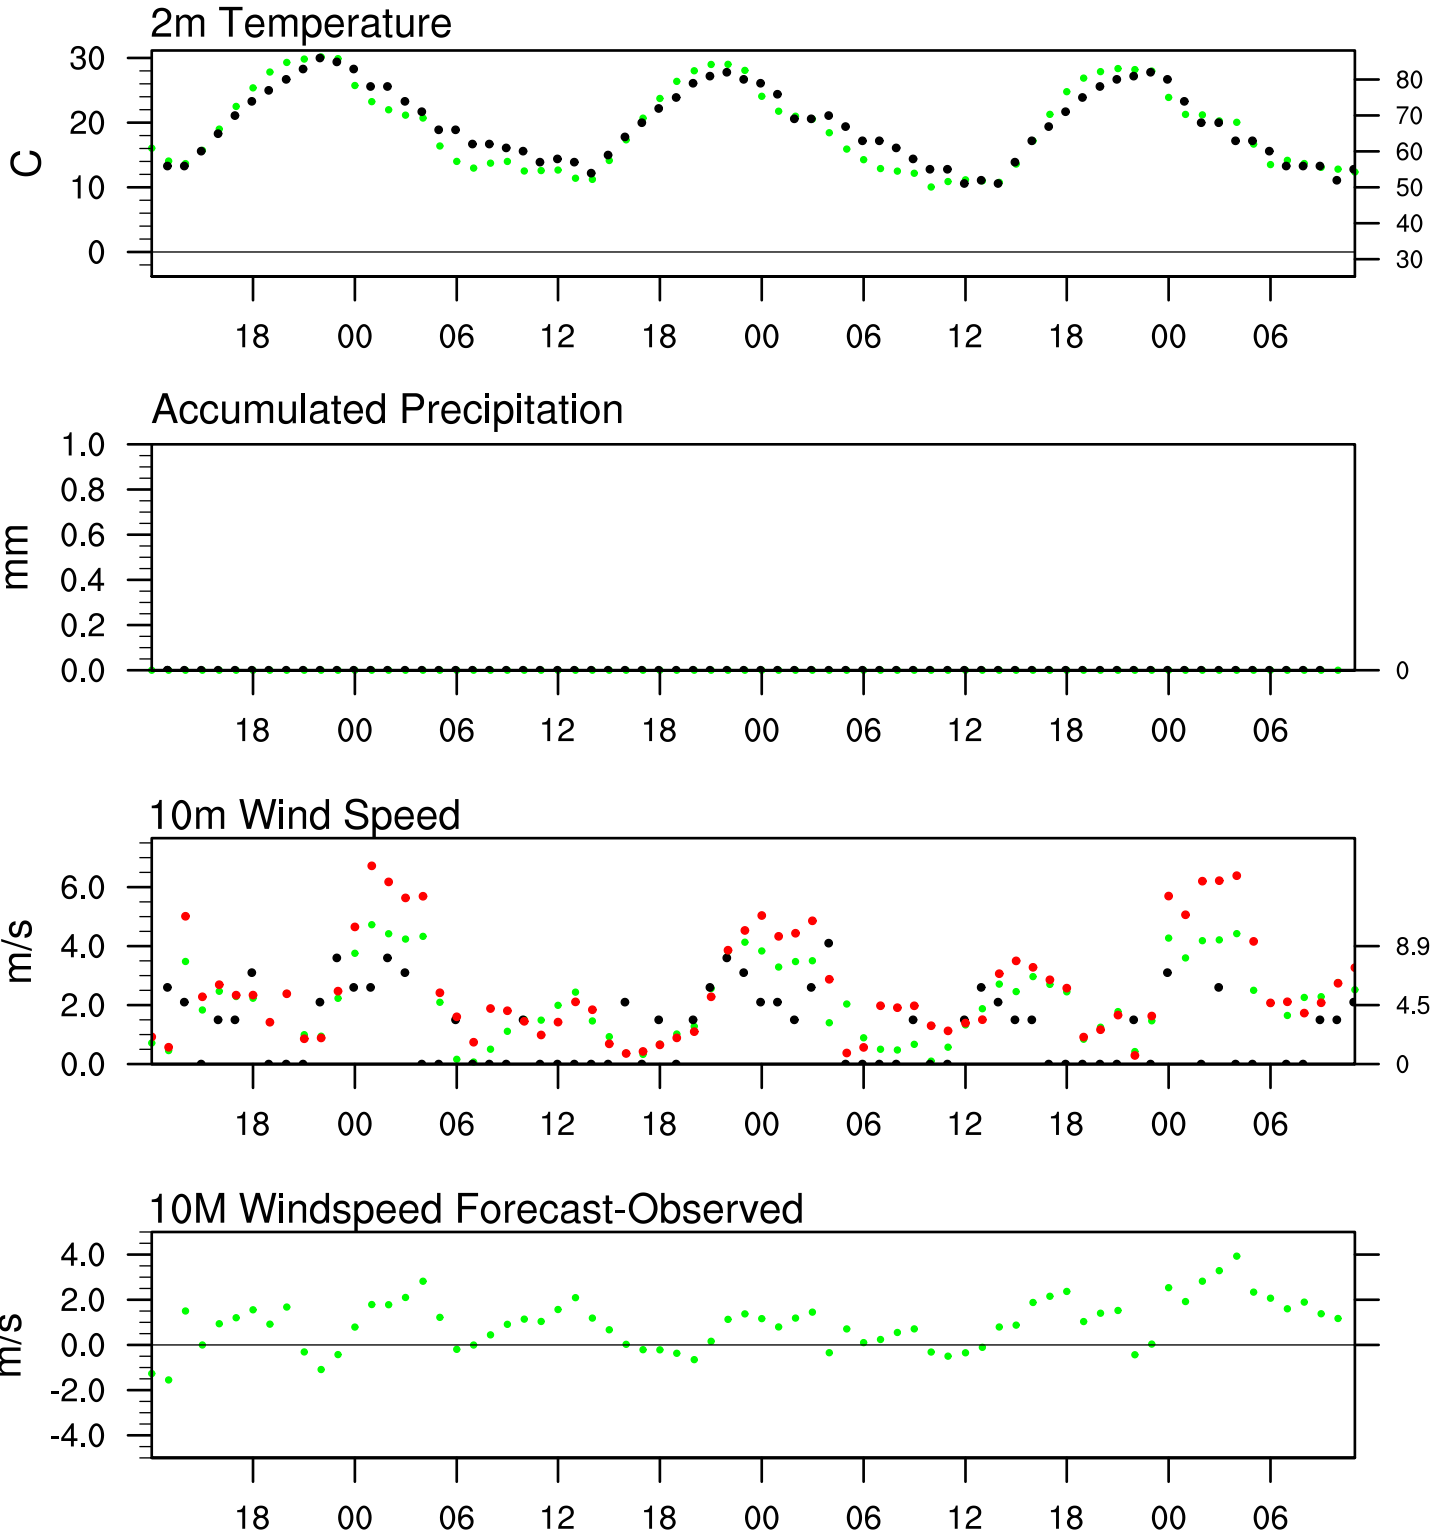 2m Temperature
30
20
10
0
C
80
70
60
50
40
30
18 00 06 12 18 00 06 12 18 00 06
Accumulated Precipitation
1.0
0.8
0.6
0.4
0.2
0.0
mm
0
18 00 06 12 18 00 06 12 18 00 06
10m Wind Speed
6.0
4.0
2.0
0.0
m/s
8.9
4.5
0
18 00 06 12 18 00 06 12 18 00 06
10M Windspeed Forecast-Observed
4.0
2.0
0.0
-2.0
-4.0
m/s
18 00 06 12 18 00 06 12 18 00 06